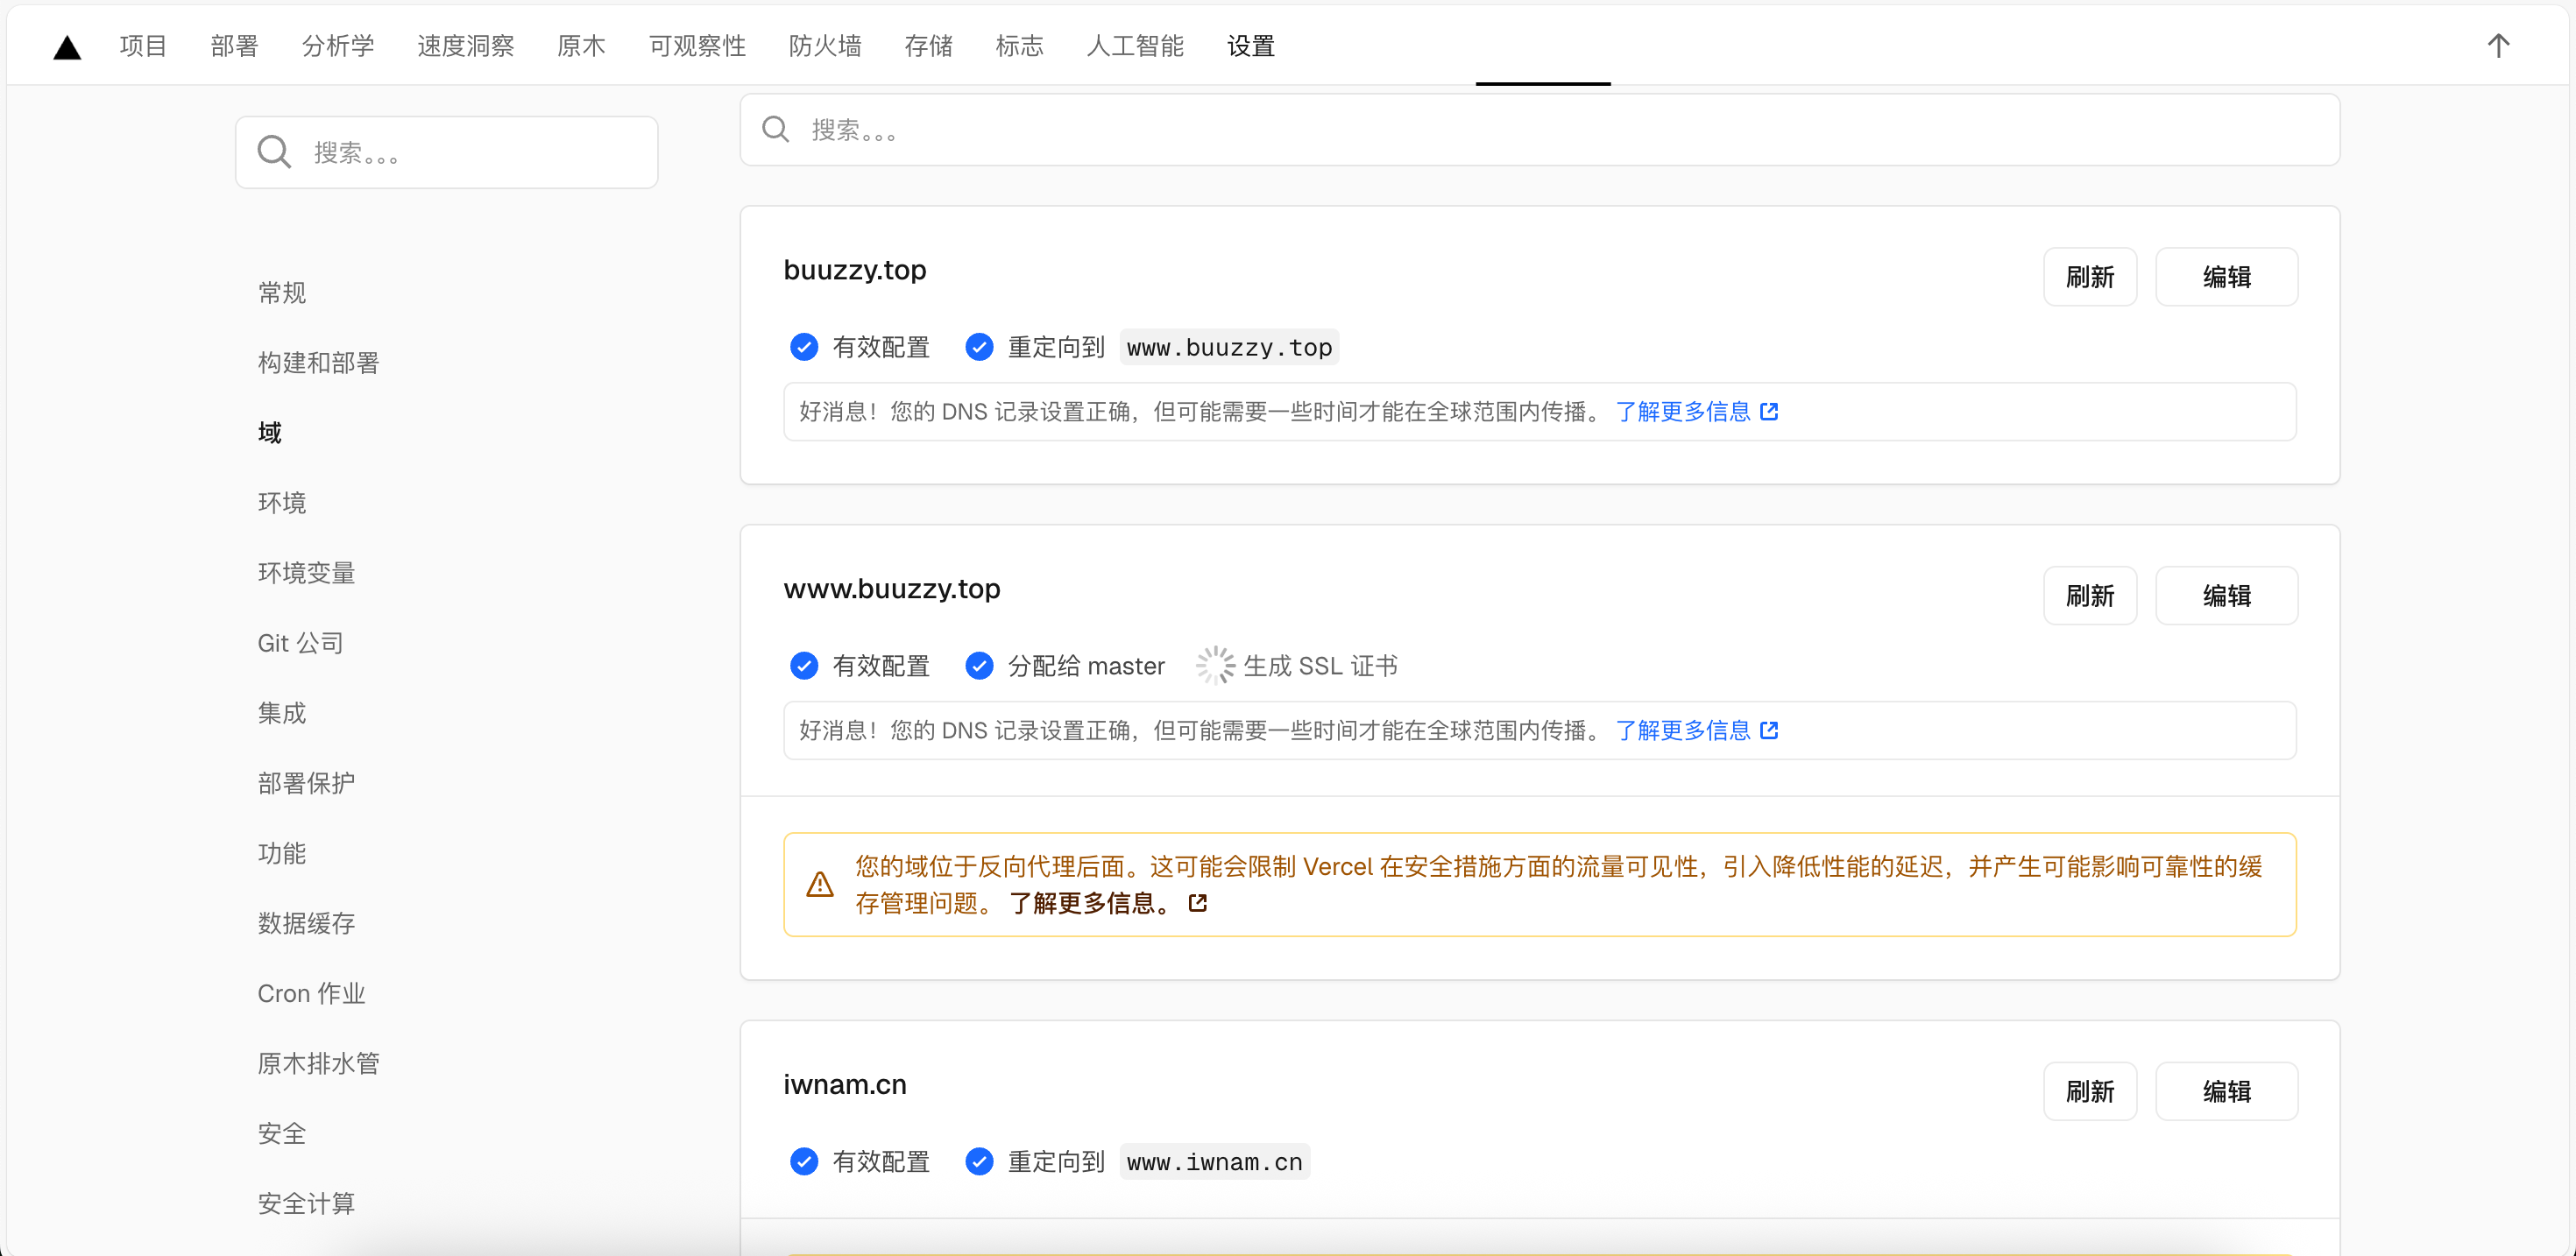 项目 部署 分析学 速度洞察 原木 可观察性 防火墙 存储 标志 人工智能 设置
搜索。。。
常规
构建和部署
域
环境
环境变量
Git 公司
集成
部署保护
功能
数据缓存
Cron 作业
原木排水管
安全
安全计算
搜索。。。
buuzzy.top
刷新 编辑
有效配置 重定向到 www.buuzzy.top
好消息！您的 DNS 记录设置正确，但可能需要一些时间才能在全球范围内传播。 了解更多信息
www.buuzzy.top
刷新 编辑
有效配置 分配给 master 生成 SSL 证书
好消息！您的 DNS 记录设置正确，但可能需要一些时间才能在全球范围内传播。 了解更多信息
您的域位于反向代理后面。这可能会限制 Vercel 在安全措施方面的流量可见性，引入降低性能的延迟，并产生可能影响可靠性的缓
存管理问题。 了解更多信息。
iwnam.cn
刷新 编辑
有效配置 重定向到 www.iwnam.cn